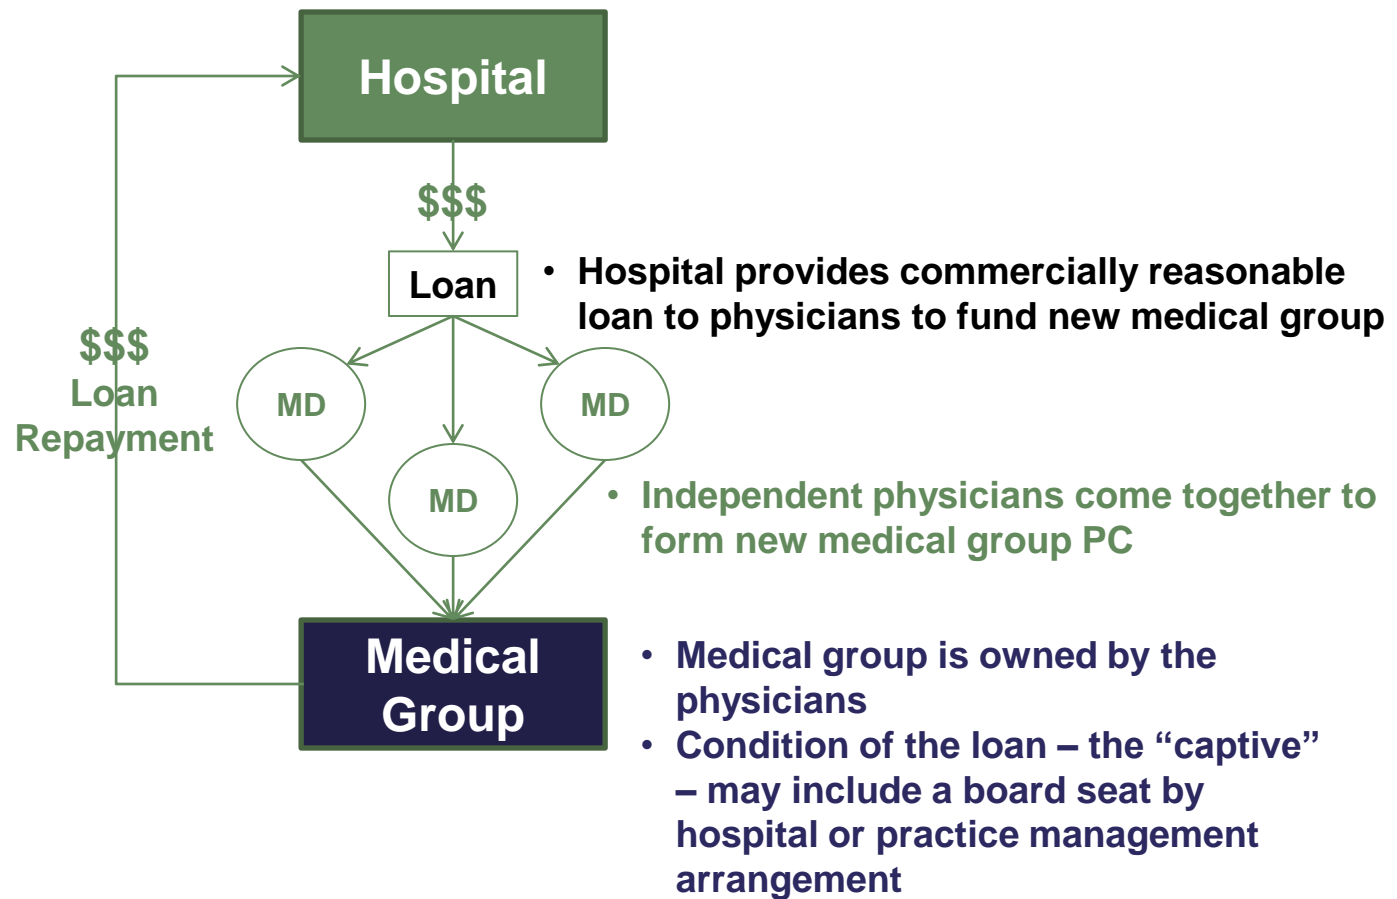 Hospital
$$$
Loan
• Hospital provides commercially reasonable
loan to physicians to fund new medical group
$$$
Loan
Repayment
MD
MD
MD
• Independent physicians come together to
form new medical group PC
Medical
Group
• Medical group is owned by the
physicians
• Condition of the loan – the “captive”
– may include a board seat by
hospital or practice management
arrangement